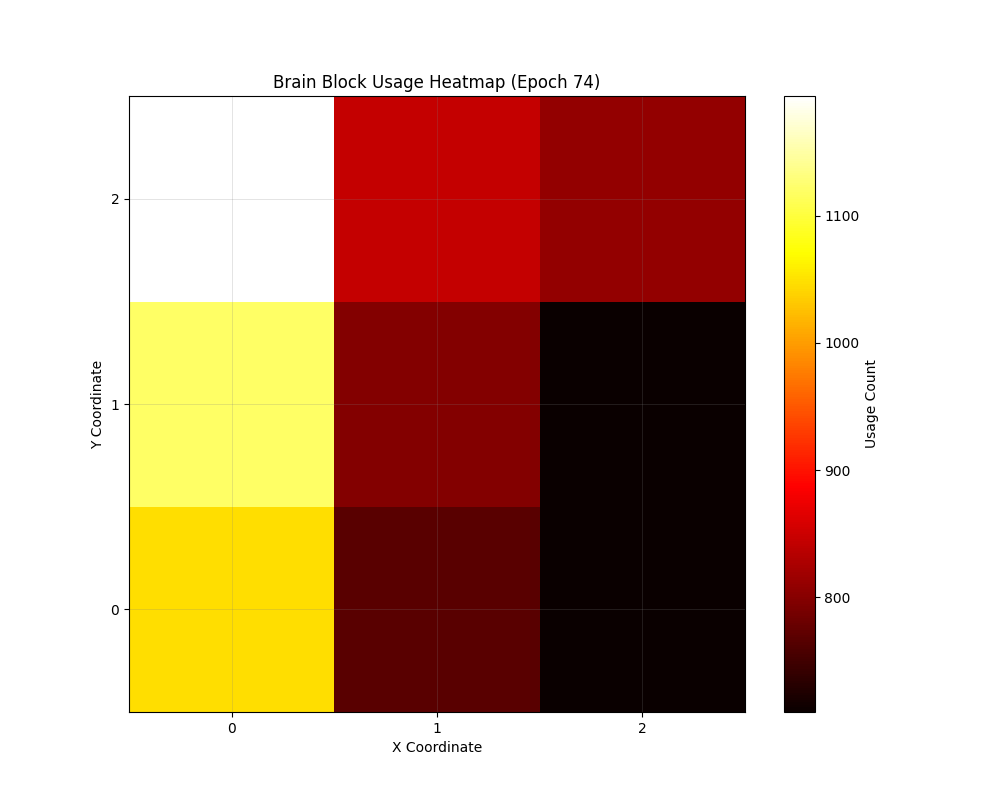 Brain Block Usage Heatmap (Epoch 74)
2
1
0
Y Coordinate
0
1
2
X Coordinate
1100
1000
900
800
Usage Count